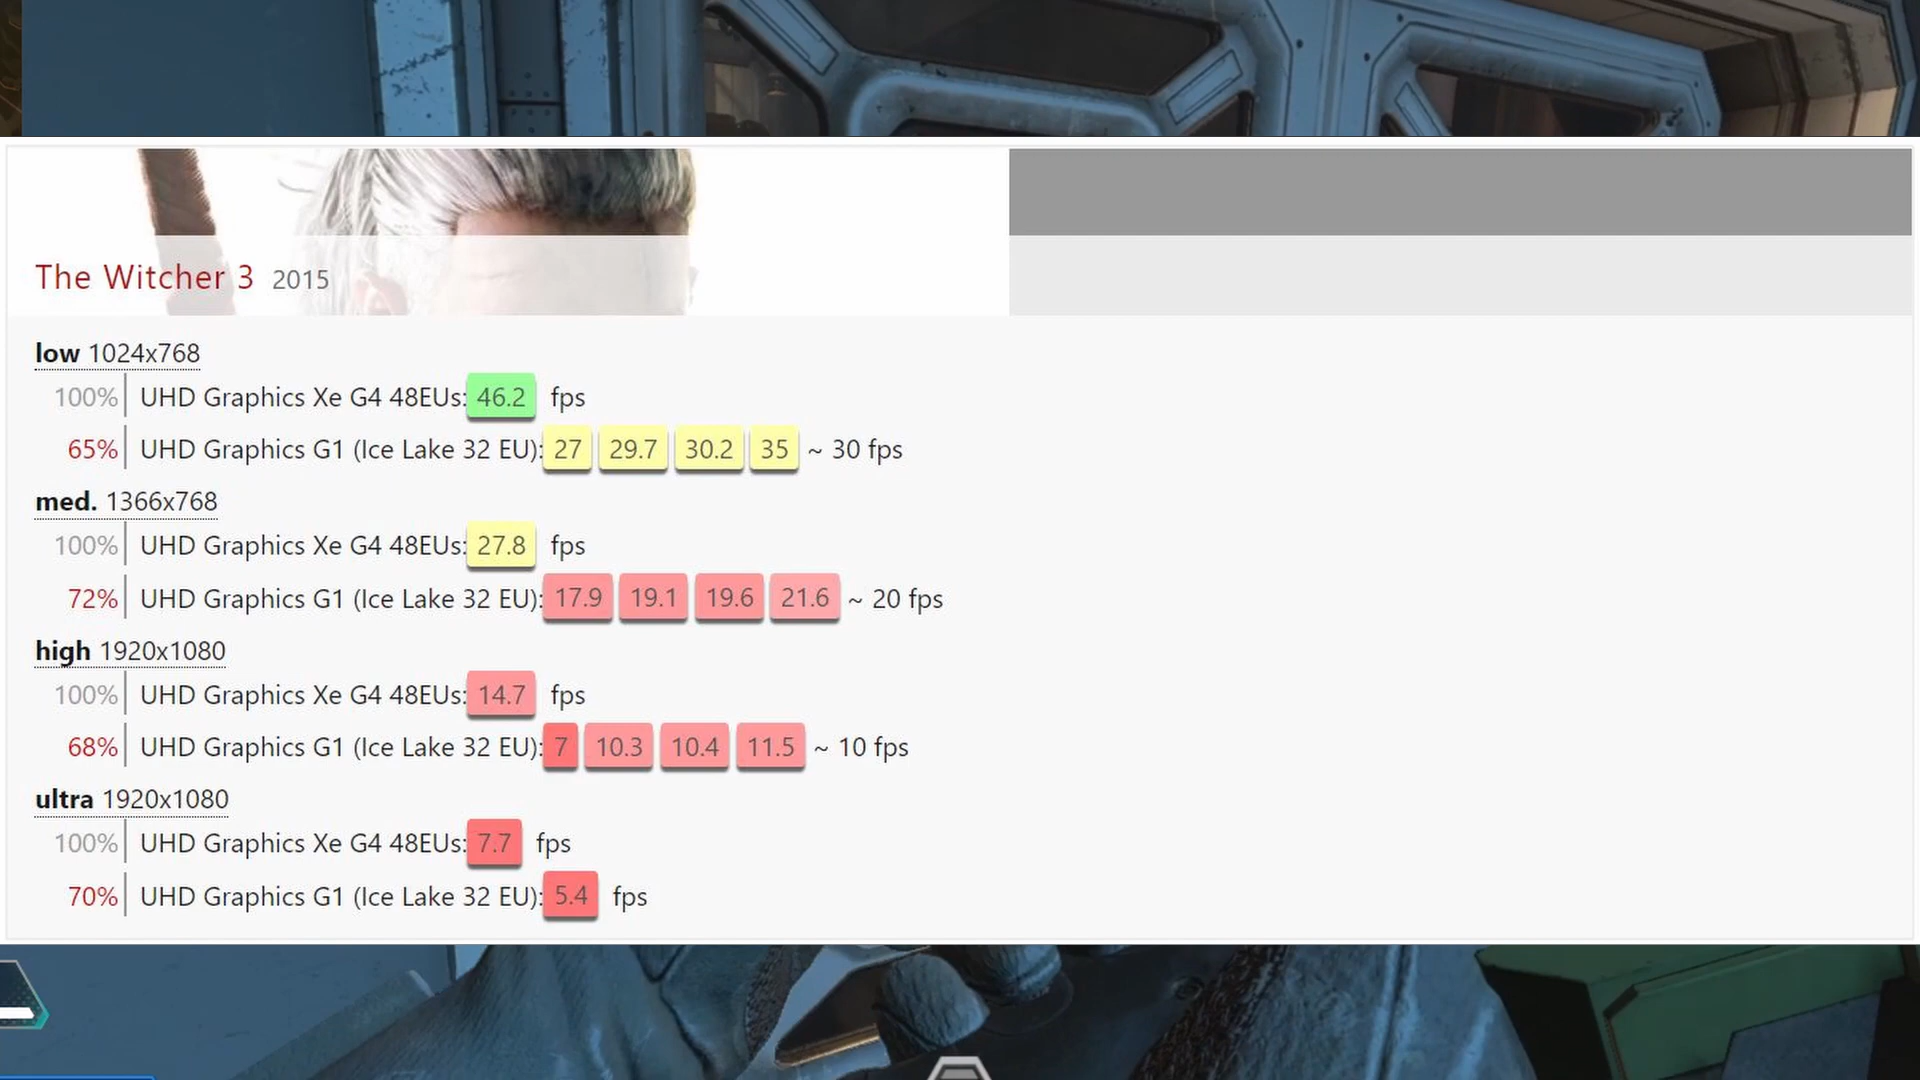 The Witcher 3 2015
low 1024x768
100% UHD Graphics Xe G4 48EUs: 46.2 fps
65% UHD Graphics G1 (Ice Lake 32 EU): 27 29.7 30.2 35 ~ 30 fps
med. 1366x768
100% UHD Graphics Xe G4 48EUs: 27.8 fps
72% UHD Graphics G1 (Ice Lake 32 EU): 17.9 19.1 19.6 21.6 ~ 20 fps
high 1920x1080
100% UHD Graphics Xe G4 48EUs: 14.7 fps
68% UHD Graphics G1 (Ice Lake 32 EU): 7 10.3 10.4 11.5 ~ 10 fps
ultra 1920x1080
100% UHD Graphics Xe G4 48EUs: 7.7 fps
70% UHD Graphics G1 (Ice Lake 32 EU): 5.4 fps